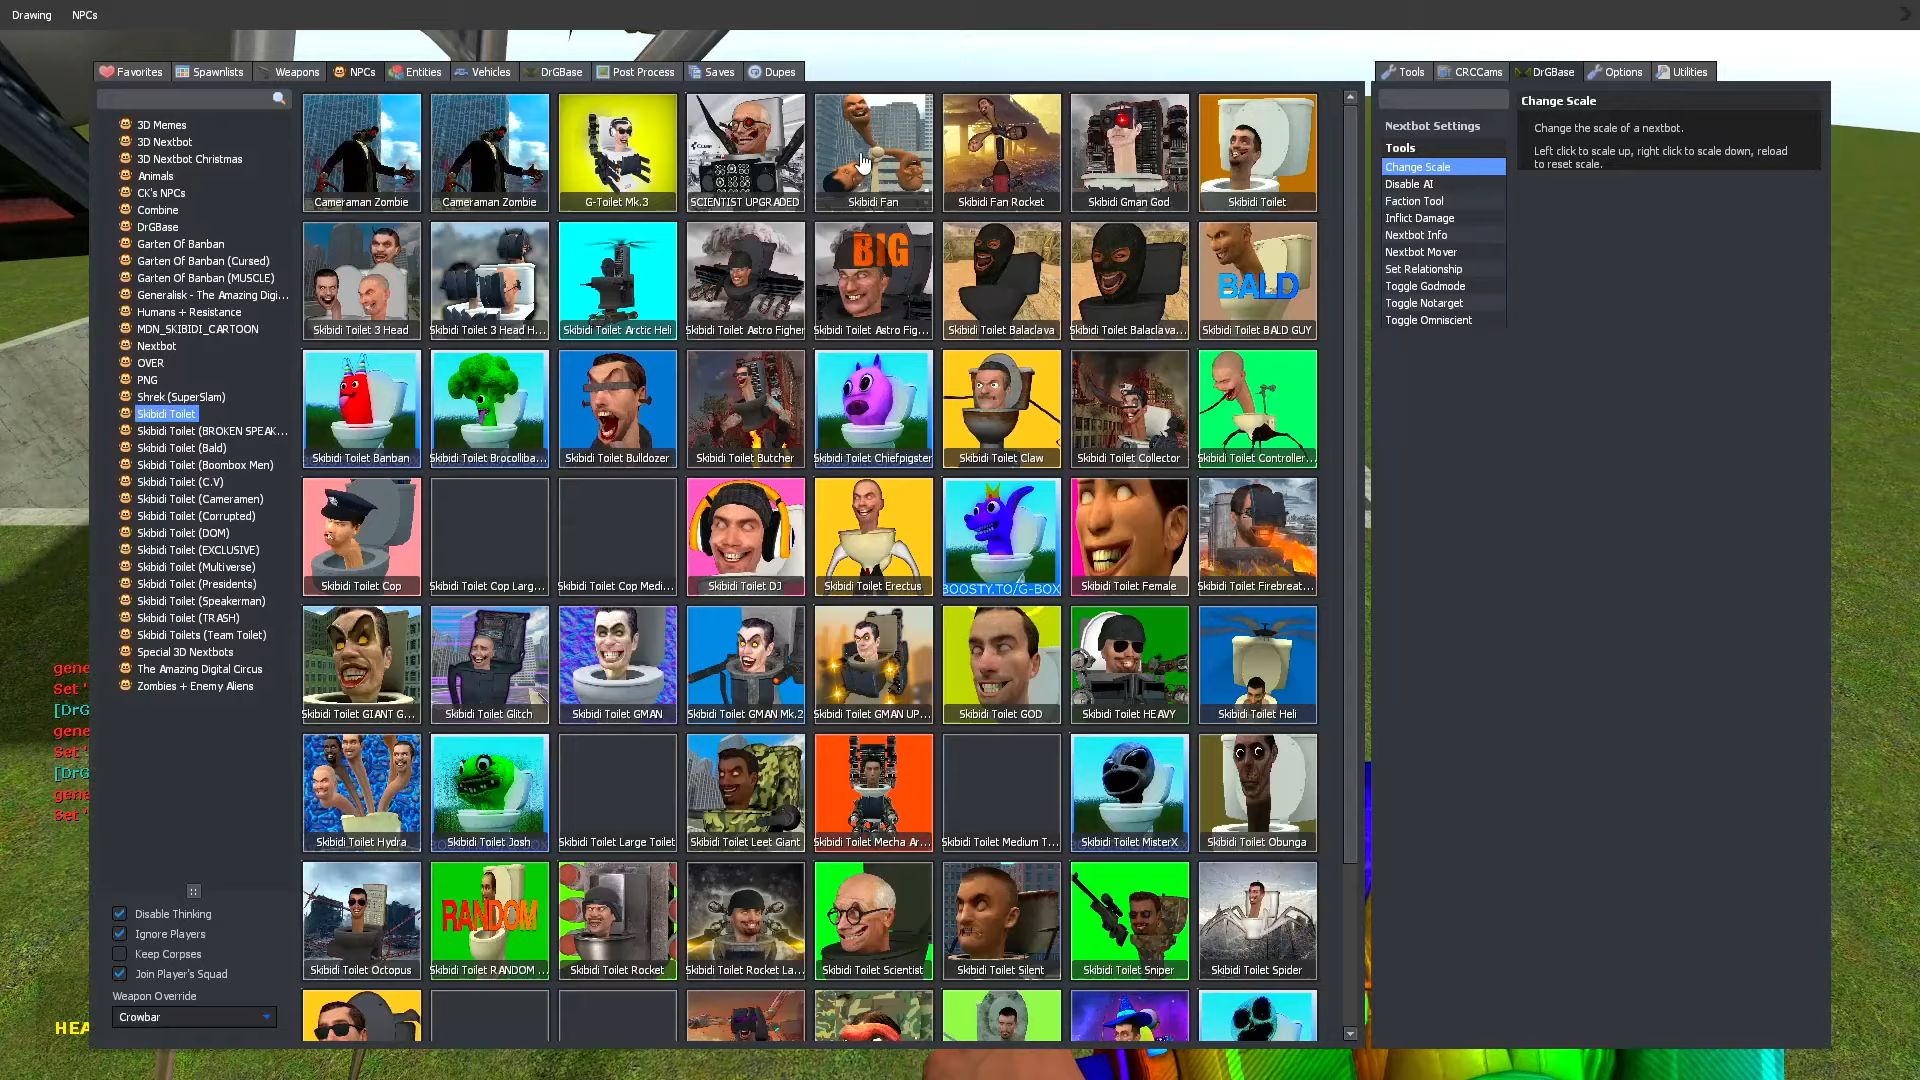 Drawing NPCs
Favorites Spawnlists Weapons NPCs Entities Vehicles DrGBase Post Process Saves Dupes
Tools CRCCams DrGBase Options Utilities
3D Memes
3D Nextbot
3D Nextbot Christmas
Animals
CK's NPCs
Combine
DrGBase
Garten Of Banban
Garten Of Banban (Cursed)
Garten Of Banban (MUSCLE)
Generalisk - The Amazing Digi...
Humans + Resistance
MDN_SKIBIDI_CARTOON
Nextbot
OVER
PNG
Shrek (SuperSlam)
Skibidi Toilet
Skibidi Toilet (BROKEN SPEAK...
Skibidi Toilet (Bald)
Skibidi Toilet (Boombox Men)
Skibidi Toilet (C.V)
Skibidi Toilet (Cameramen)
Skibidi Toilet (Corrupted)
Skibidi Toilet (DOM)
Skibidi Toilet (EXCLUSIVE)
Skibidi Toilet (Multiverse)
Skibidi Toilet (Presidents)
Skibidi Toilet (Speakerman)
Skibidi Toilet (TRASH)
Skibidi Toilets (Team Toilet)
Special 3D Nextbots
The Amazing Digital Circus
Zombies + Enemy Aliens
Disable Thinking
Ignore Players
Keep Corpses
Join Player's Squad
Weapon Override
Crowbar
Cameraman Zombie Cameraman Zombie G-Toilet Mk.3 SCIENTIST UPGRADED Skibidi Fan Skibidi Fan Rocket Skibidi Gman God Skibidi Toilet
BIG
BALD
Skibidi Toilet 3 Head Skibidi Toilet 3 Head H... Skibidi Toilet Arctic Heli Skibidi Toilet Astro Figher Skibidi Toilet Astro Fig... Skibidi Toilet Balaclava Skibidi Toilet Balaclava... Skibidi Toilet BALD GUY
Skibidi Toilet Banban Skibidi Toilet Brocolliba... Skibidi Toilet Bulldozer Skibidi Toilet Butcher Skibidi Toilet Chiefpigster Skibidi Toilet Claw Skibidi Toilet Collector Skibidi Toilet Controller...
Skibidi Toilet Cop Skibidi Toilet Cop Larg... Skibidi Toilet Cop Medi... Skibidi Toilet DJ Skibidi Toilet Erectus BOOSTY.TO/G-BOX Skibidi Toilet Female Skibidi Toilet Firebreat...
Skibidi Toilet GIANT G... Skibidi Toilet Glitch Skibidi Toilet GMAN Skibidi Toilet GMAN Mk.2 Skibidi Toilet GMAN UP... Skibidi Toilet GOD Skibidi Toilet HEAVY Skibidi Toilet Heli
Skibidi Toilet Hydra Skibidi Toilet Josh Skibidi Toilet Large Toilet Skibidi Toilet Leet Giant Skibidi Toilet Mecha Ar... Skibidi Toilet Medium T... Skibidi Toilet MisterX Skibidi Toilet Obunga
RANDOM
Skibidi Toilet Octopus Skibidi Toilet RANDOM ... Skibidi Toilet Rocket Skibidi Toilet Rocket La... Skibidi Toilet Scientist Skibidi Toilet Silent Skibidi Toilet Sniper Skibidi Toilet Spider
Nextbot Settings
Tools
Change Scale
Disable AI
Faction Tool
Inflict Damage
Nextbot Info
Nextbot Mover
Set Relationship
Toggle Godmode
Toggle Notarget
Toggle Omniscient
Change Scale
Change the scale of a nextbot.
Left click to scale up, right click to scale down, reload
to reset scale.
gene
Set '
[DrG
gene
Set '
[DrG
gene
Set '
HEA